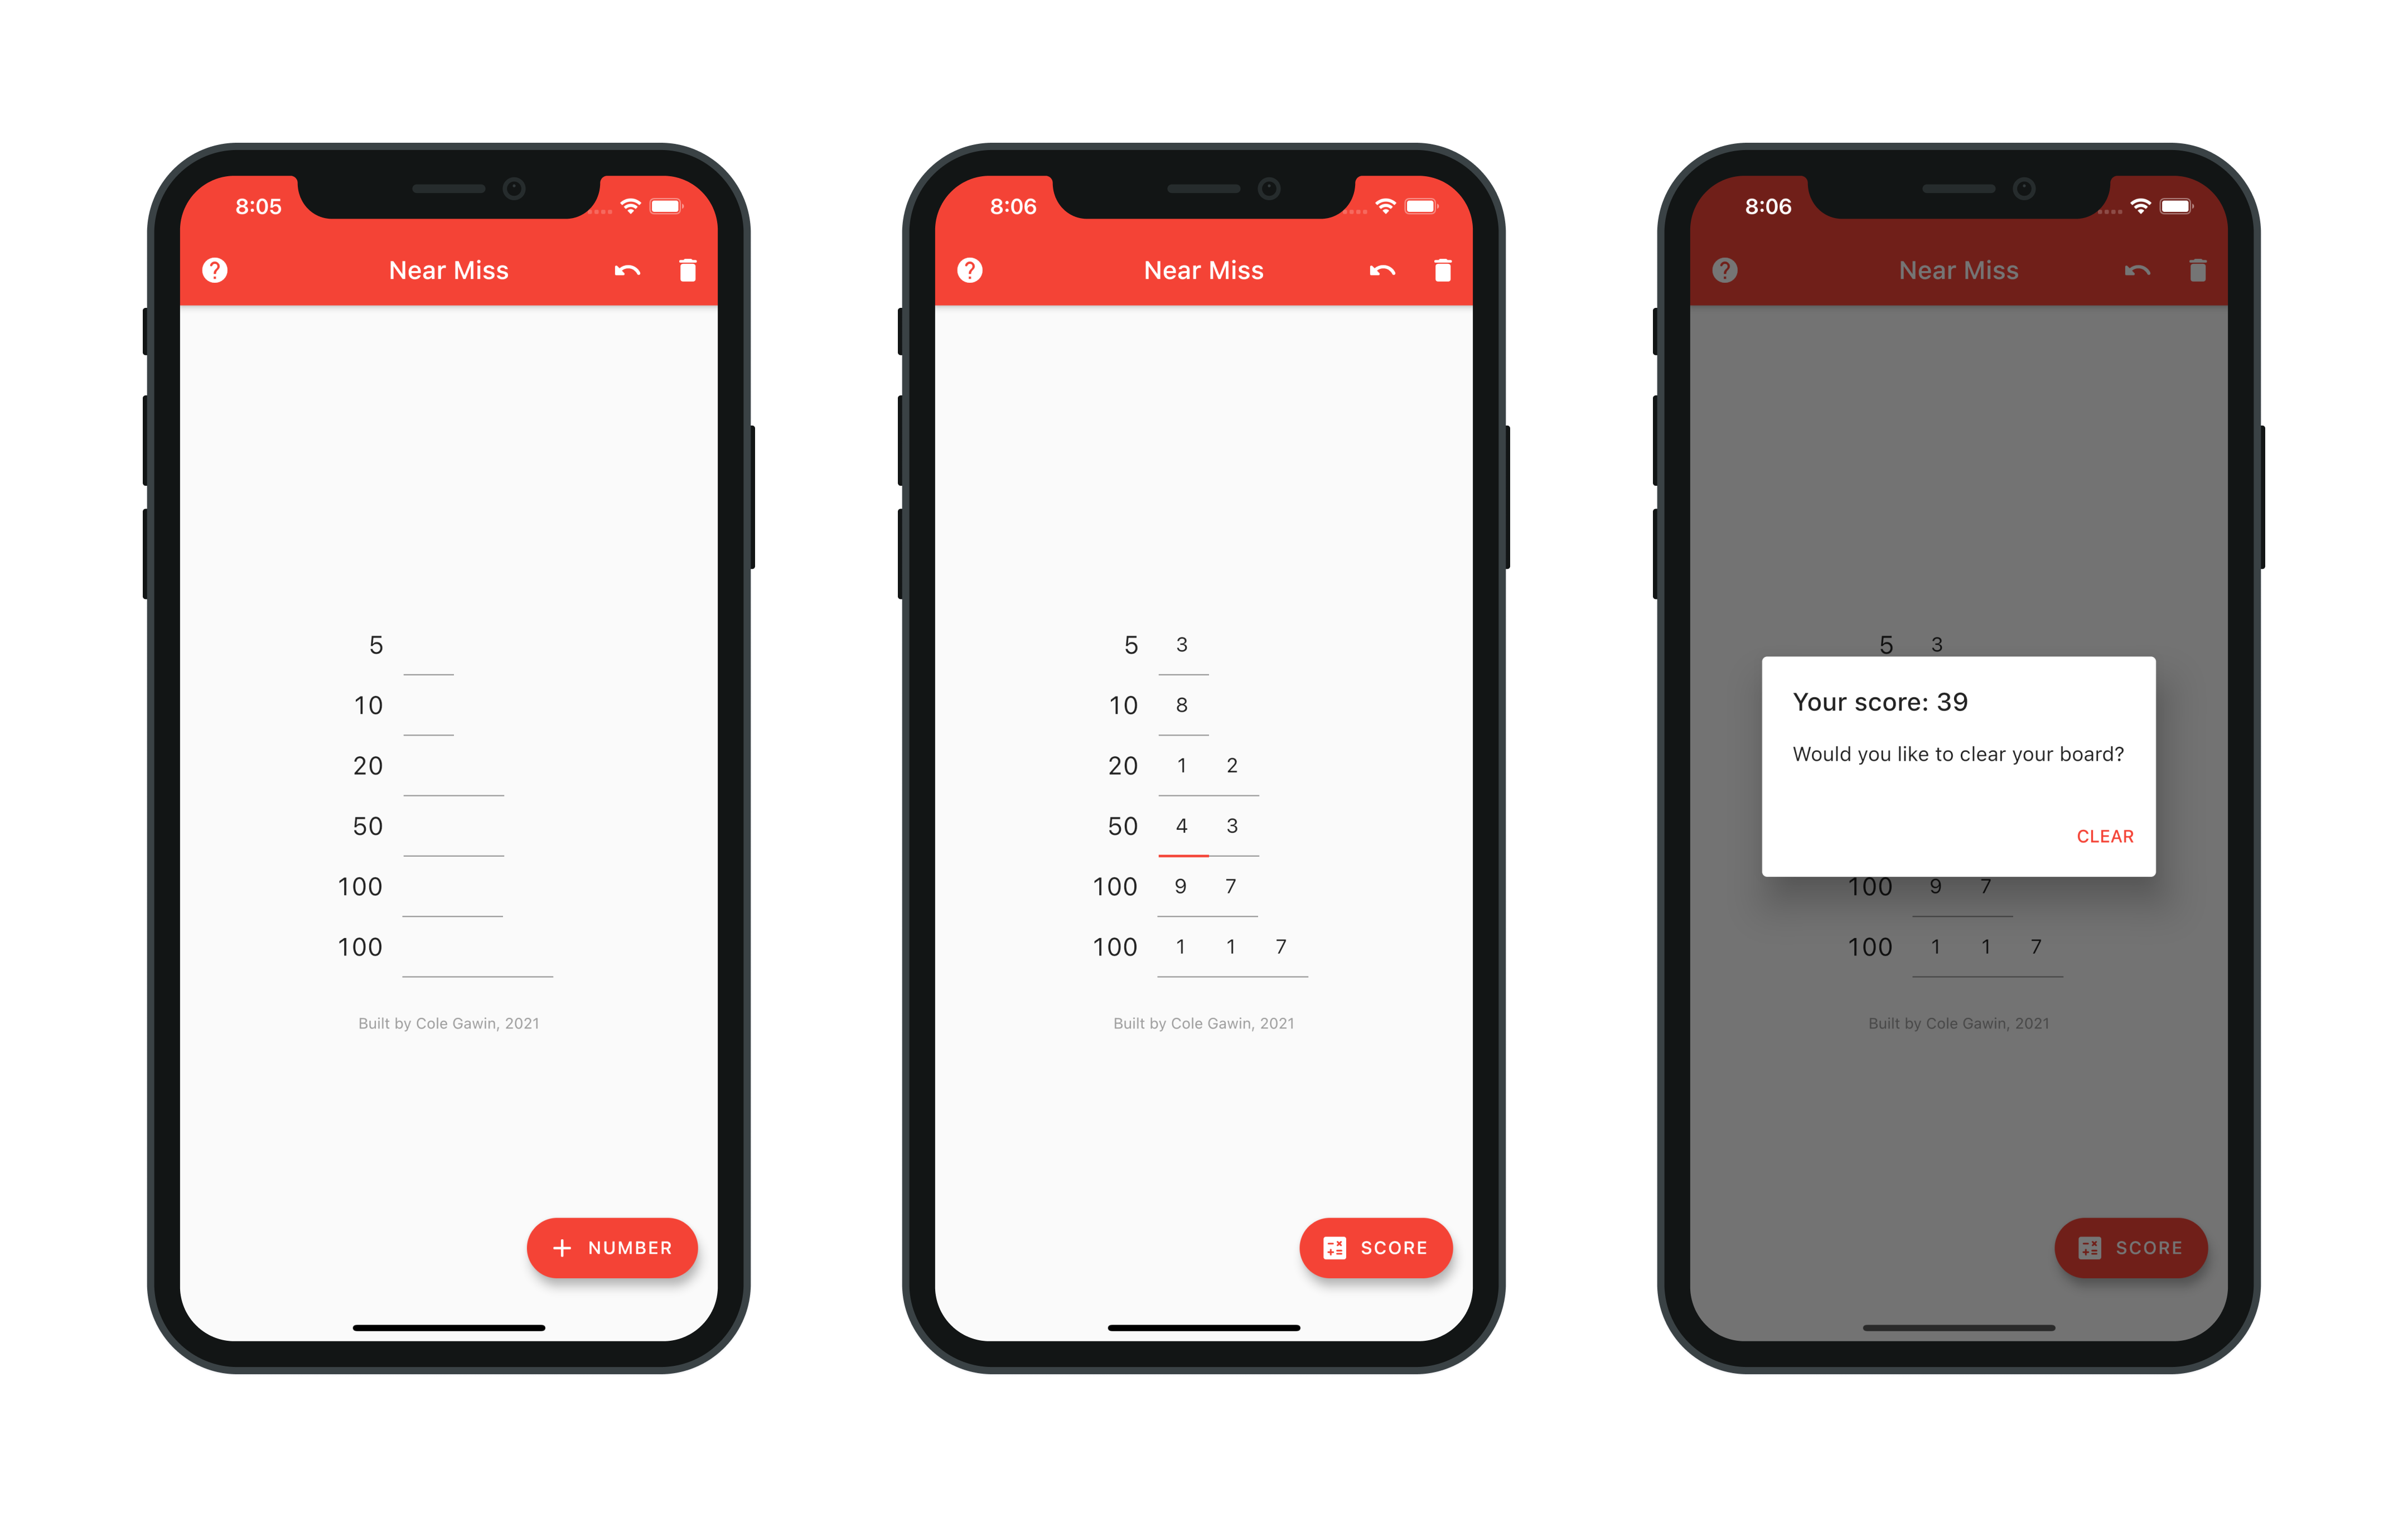 8:05
Near Miss
5
10
20
50
100
100
Built by Cole Gawin, 2021
NUMBER
8:06
Near Miss
5 3
10 8
20 1 2
50 4 3
100 9 7
100 1 1 7
Built by Cole Gawin, 2021
SCORE
8:06
Near Miss
5 3
Your score: 39
Would you like to clear your board?
CLEAR
100 9 7
100 1 1 7
Built by Cole Gawin, 2021
SCORE